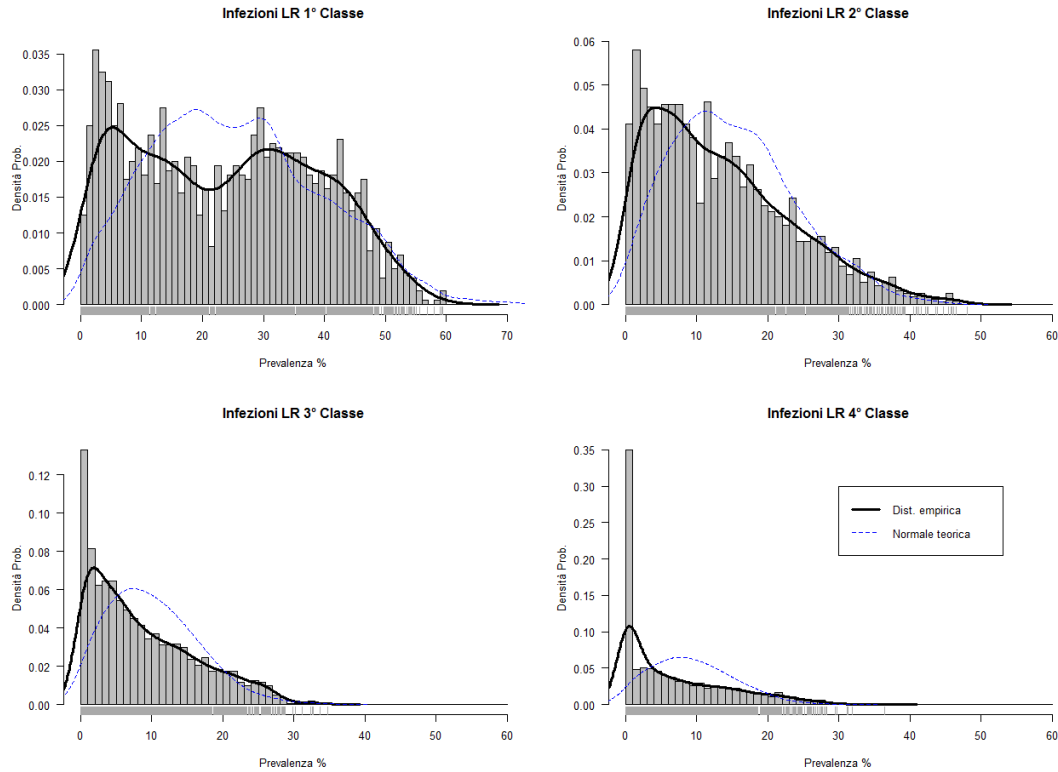 Infezioni LR 1° Classe
Densità Prob.
0.035
0.030
0.025
0.020
0.015
0.010
0.005
0.000
0 10 20 30 40 50 60 70
Prevalenza %
Infezioni LR 2° Classe
Densità Prob.
0.06
0.05
0.04
0.03
0.02
0.01
0.00
0 10 20 30 40 50 60
Prevalenza %
Infezioni LR 3° Classe
Densità Prob.
0.12
0.10
0.08
0.06
0.04
0.02
0.00
0 10 20 30 40 50 60
Prevalenza %
Infezioni LR 4° Classe
Densità Prob.
0.35
0.30
0.25
0.20
0.15
0.10
0.05
0.00
Dist. empirica
Normale teorica
0 10 20 30 40 50 60
Prevalenza %